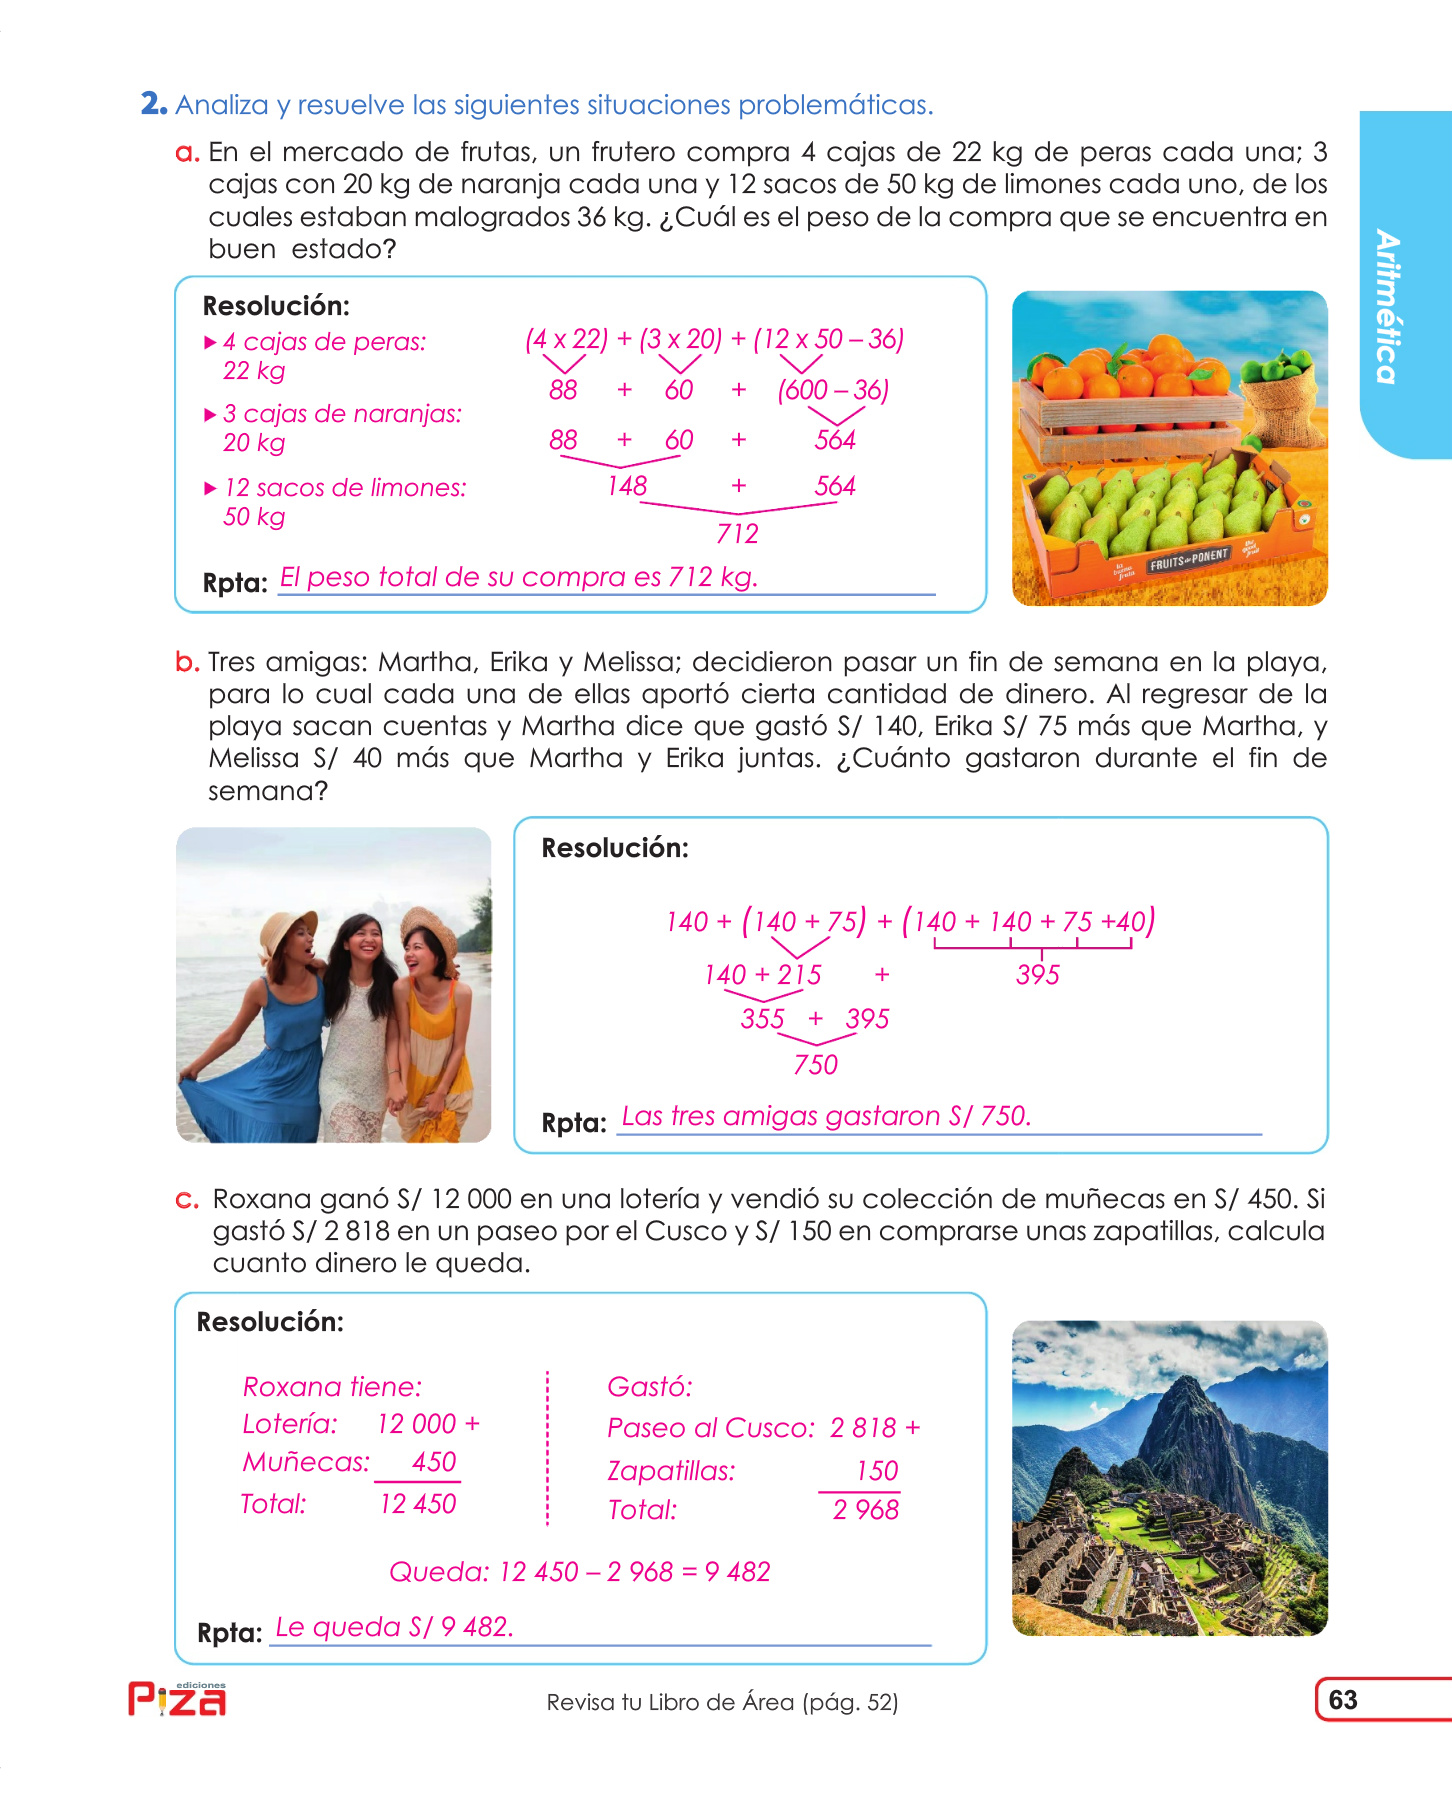 2. Analiza y resuelve las siguientes situaciones problemáticas.
a. En el mercado de frutas, un frutero compra 4 cajas de 22 kg de peras cada una; 3
cajas con 20 kg de naranja cada una y 12 sacos de 50 kg de limones cada uno, de los
cuales estaban malogrados 36 kg. ¿Cuál es el peso de la compra que se encuentra en
buen estado?
Aritmética
Resolución:
▶ 4 cajas de peras:
22 kg
▶ 3 cajas de naranjas:
20 kg
▶ 12 sacos de limones:
50 kg
(4 x 22) + (3 x 20) + (12 x 50 – 36)
88 + 60 + (600 – 36)
88 + 60 + 564
148 + 564
712
Rpta: El peso total de su compra es 712 kg.
FRUITS de PONENT
b. Tres amigas: Martha, Erika y Melissa; decidieron pasar un fin de semana en la playa,
para lo cual cada una de ellas aportó cierta cantidad de dinero. Al regresar de la
playa sacan cuentas y Martha dice que gastó S/ 140, Erika S/ 75 más que Martha, y
Melissa S/ 40 más que Martha y Erika juntas. ¿Cuánto gastaron durante el fin de
semana?
Resolución:
140 + (140 + 75) + (140 + 140 + 75 +40)
140 + 215 + 395
355 + 395
750
Rpta: Las tres amigas gastaron S/ 750.
c. Roxana ganó S/ 12 000 en una lotería y vendió su colección de muñecas en S/ 450. Si
gastó S/ 2 818 en un paseo por el Cusco y S/ 150 en comprarse unas zapatillas, calcula
cuanto dinero le queda.
Resolución:
Roxana tiene:
Lotería: 12 000 +
Muñecas: 450
Total: 12 450
Gastó:
Paseo al Cusco: 2 818 +
Zapatillas: 150
Total: 2 968
Queda: 12 450 – 2 968 = 9 482
Rpta: Le queda S/ 9 482.
ediciones
Piza
Revisa tu Libro de Área (pág. 52)
63